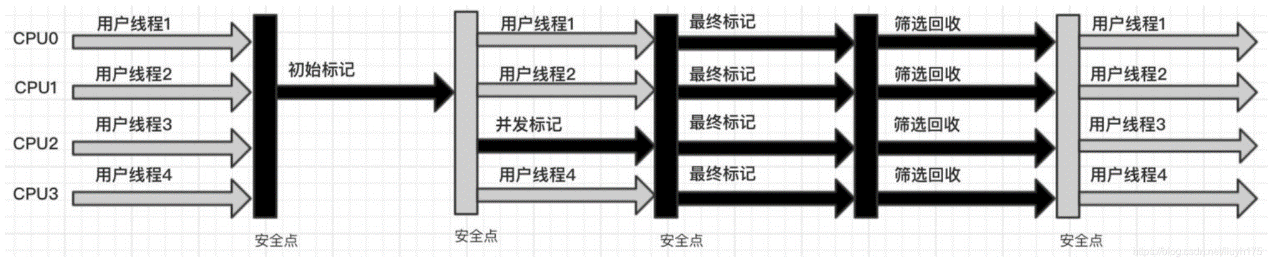 CPU0 用户线程1 用户线程1 最终标记 筛选回收 用户线程1
初始标记
CPU1 用户线程2 用户线程2 最终标记 筛选回收 用户线程2
CPU2 用户线程3 并发标记 最终标记 筛选回收 用户线程3
CPU3 用户线程4 用户线程4 最终标记 筛选回收 用户线程4
安全点 安全点 安全点 安全点